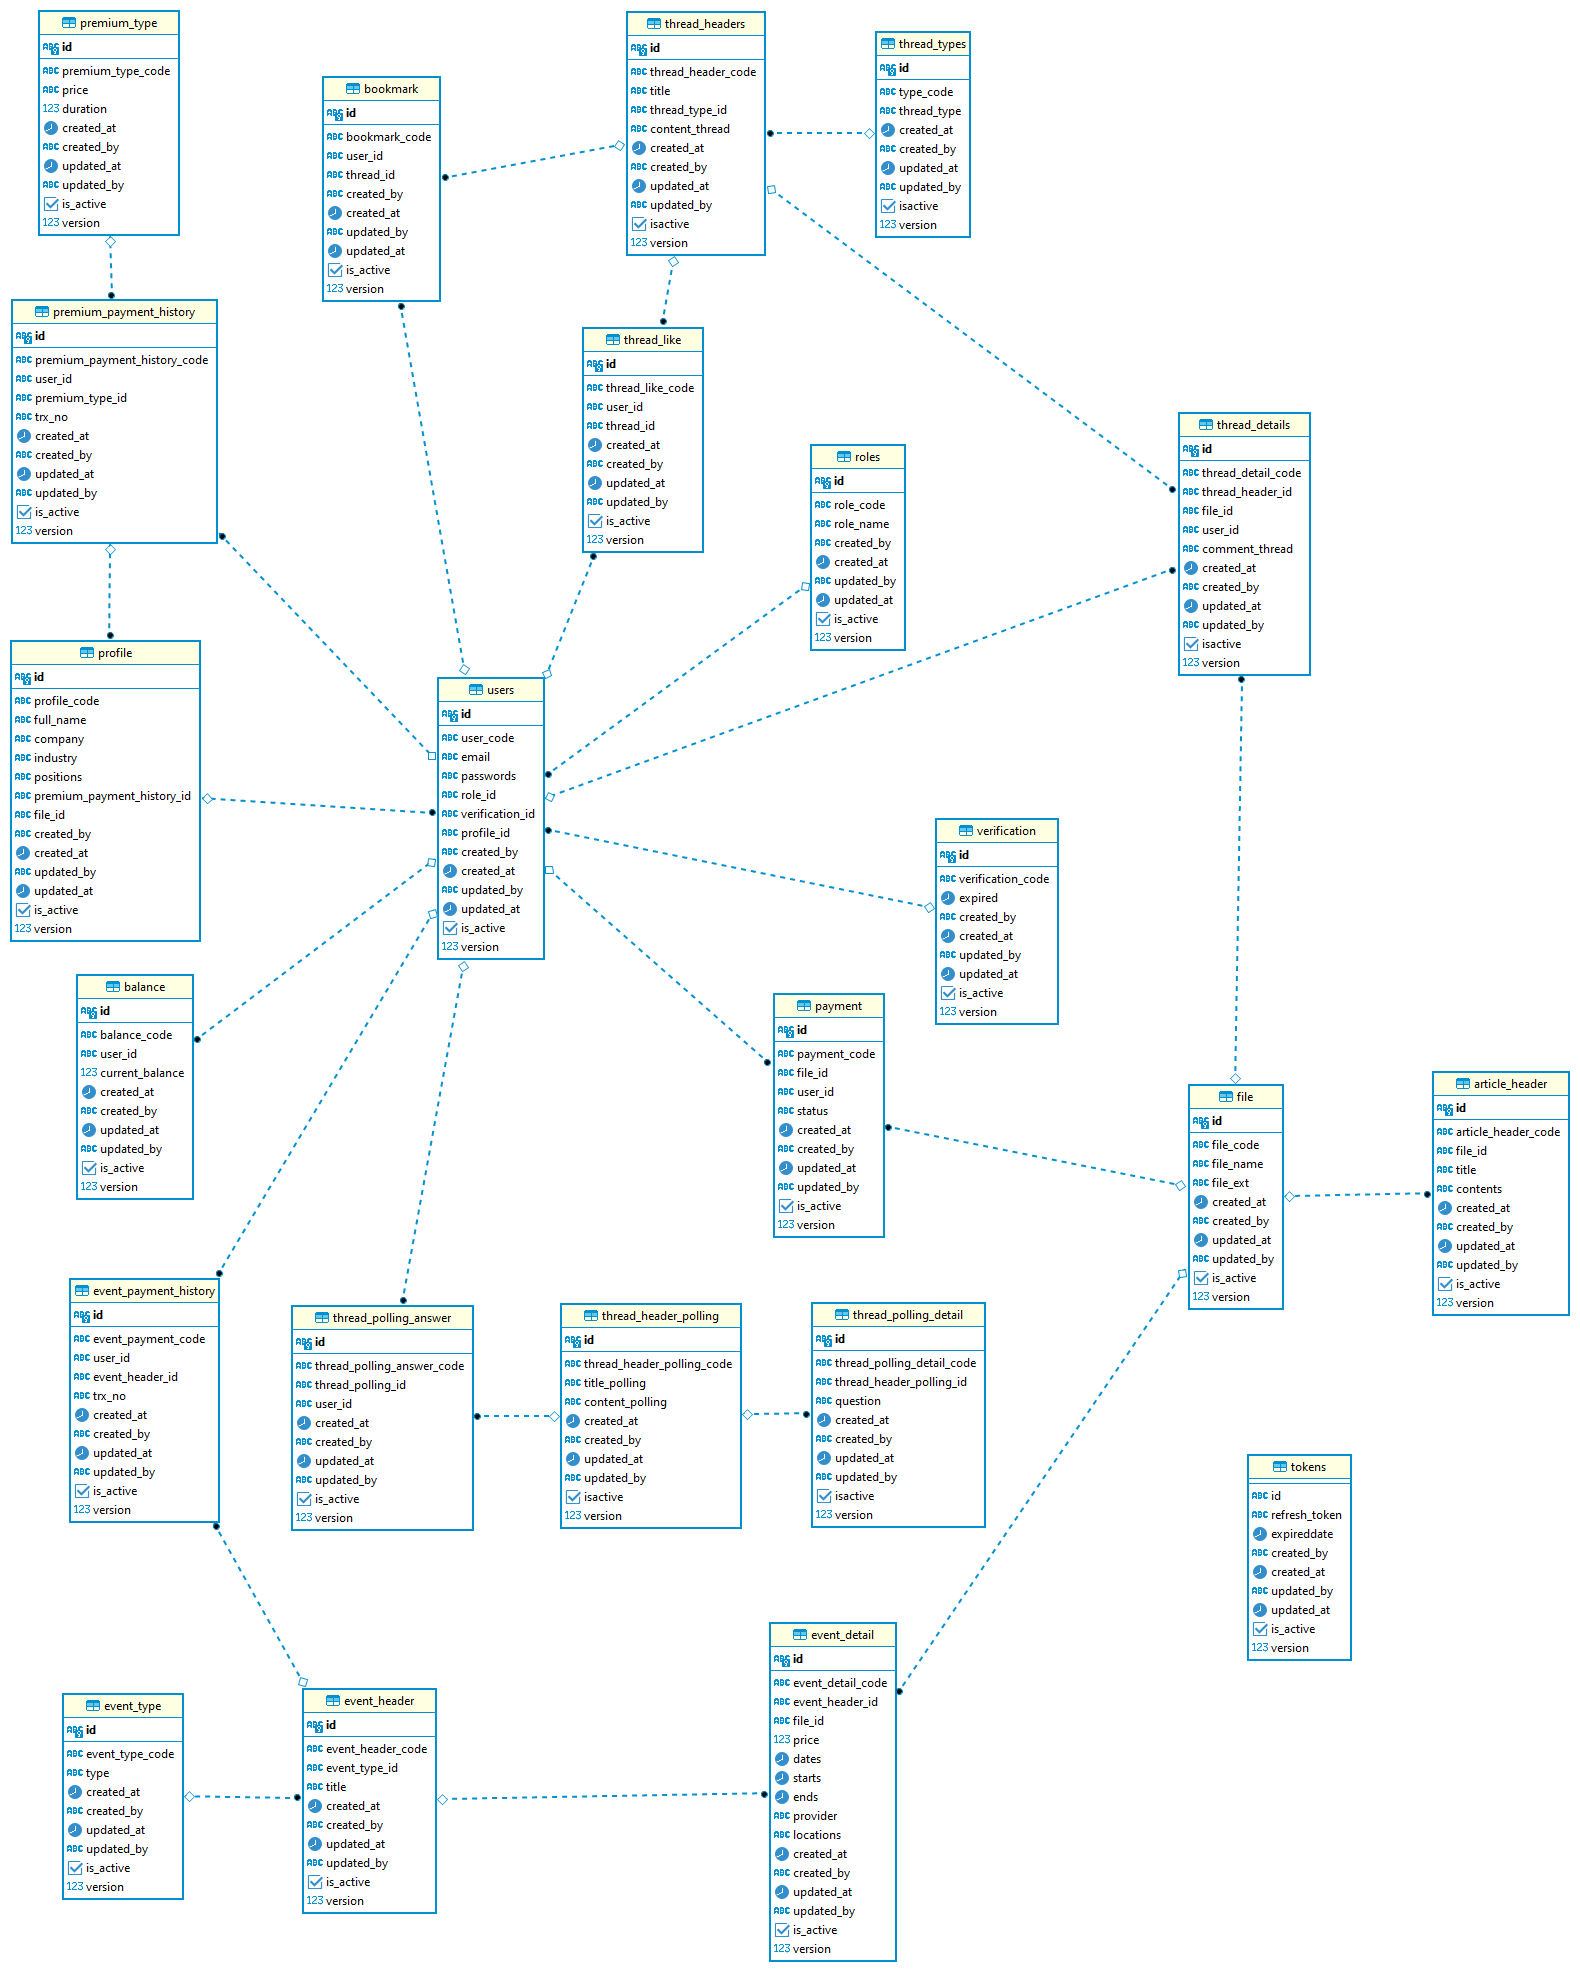 premium_type
id
premium_type_code
price
123 duration
created_at
created_by
updated_at
updated_by
is_active
123 version
thread_headers
id
thread_header_code
title
thread_type_id
content_thread
created_at
created_by
updated_at
updated_by
isactive
123 version
thread_types
id
type_code
thread_type
created_at
created_by
updated_at
updated_by
isactive
123 version
bookmark
id
bookmark_code
user_id
thread_id
created_by
created_at
updated_by
updated_at
is_active
123 version
premium_payment_history
id
premium_payment_history_code
user_id
premium_type_id
trx_no
created_at
created_by
updated_at
updated_by
is_active
123 version
thread_like
id
thread_like_code
user_id
thread_id
created_at
created_by
updated_at
updated_by
is_active
123 version
roles
id
role_code
role_name
created_by
created_at
updated_by
updated_at
is_active
123 version
thread_details
id
thread_detail_code
thread_header_id
file_id
user_id
comment_thread
created_at
created_by
updated_at
updated_by
isactive
123 version
profile
id
profile_code
full_name
company
industry
positions
premium_payment_history_id
file_id
created_by
created_at
updated_by
updated_at
is_active
123 version
users
id
user_code
email
passwords
role_id
verification_id
profile_id
created_by
created_at
updated_by
updated_at
is_active
123 version
verification
id
verification_code
expired
created_by
created_at
updated_by
updated_at
is_active
123 version
balance
id
balance_code
user_id
123 current_balance
created_at
created_by
updated_at
updated_by
is_active
123 version
payment
id
payment_code
file_id
user_id
status
created_at
created_by
updated_at
updated_by
is_active
123 version
file
id
file_code
file_name
file_ext
created_at
created_by
updated_at
updated_by
is_active
123 version
article_header
id
article_header_code
file_id
title
contents
created_at
created_by
updated_at
updated_by
is_active
123 version
event_payment_history
id
event_payment_code
user_id
event_header_id
trx_no
created_at
created_by
updated_at
updated_by
is_active
123 version
thread_polling_answer
id
thread_polling_answer_code
thread_polling_id
user_id
created_at
created_by
updated_at
updated_by
is_active
123 version
thread_header_polling
id
thread_header_polling_code
title_polling
content_polling
created_at
created_by
updated_at
updated_by
isactive
123 version
thread_polling_detail
id
thread_polling_detail_code
thread_header_polling_id
question
created_at
created_by
updated_at
updated_by
isactive
123 version
tokens
id
refresh_token
expireddate
created_by
created_at
updated_by
updated_at
is_active
123 version
event_type
id
event_type_code
type
created_at
created_by
updated_at
updated_by
is_active
123 version
event_header
id
event_header_code
event_type_id
title
created_at
created_by
updated_at
updated_by
is_active
123 version
event_detail
id
event_detail_code
event_header_id
file_id
123 price
dates
starts
ends
provider
locations
created_at
created_by
updated_at
updated_by
is_active
123 version